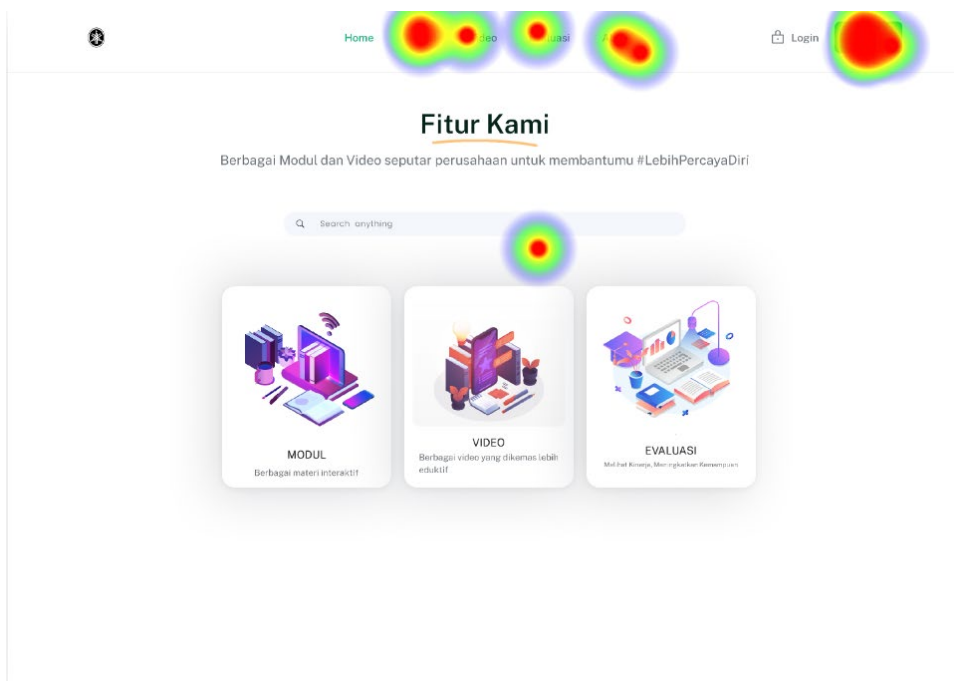 Home
Login
Fitur Kami
Berbagai Modul dan Video seputar perusahaan untuk membantumu #LebihPercayaDiri
Search anything
MODUL
Berbagai materi interaktif
VIDEO
Berbagai video yang dikemas lebih
eduktif
EVALUASI
Melihat Kinerja, Meningkatkan Kemampuan